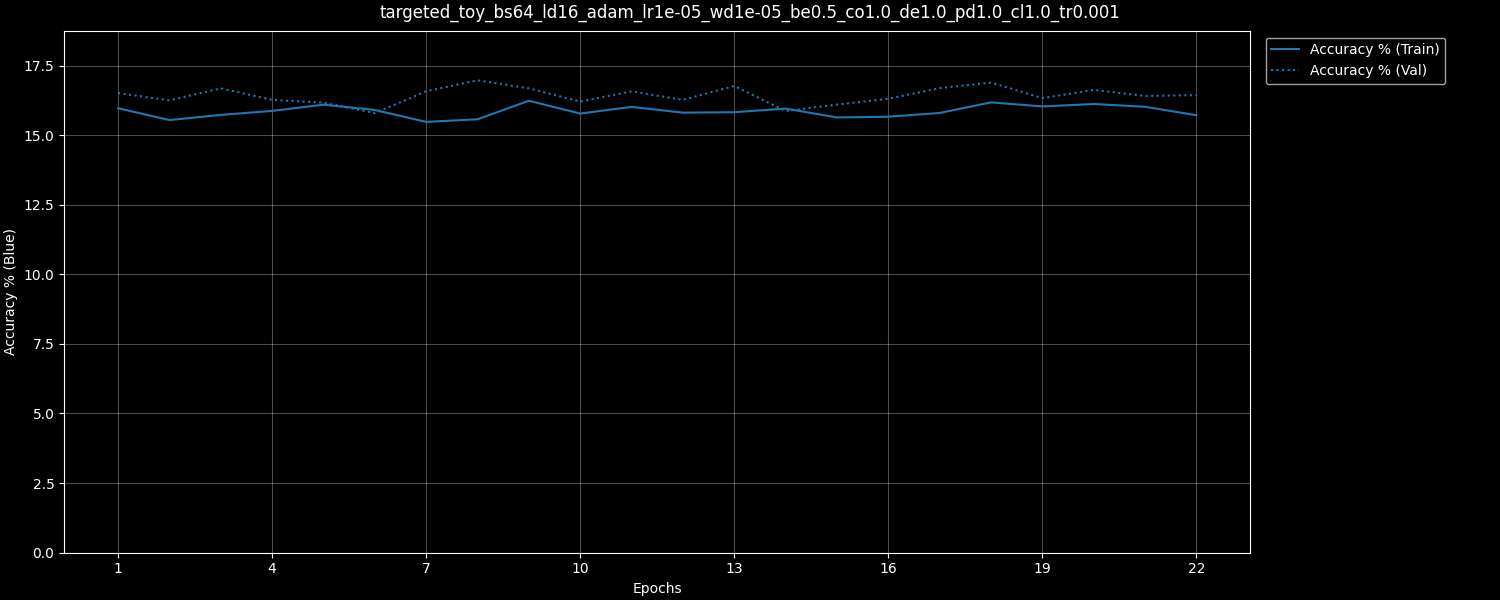 targeted_toy_bs64_ld16_adam_lr1e-05_wd1e-05_be0.5_co1.0_de1.0_pd1.0_cl1.0_tr0.001
Accuracy % (Train)
Accuracy % (Val)
17.5
15.0
12.5
10.0
7.5
5.0
2.5
0.0
Accuracy % (Blue)
1 4 7 10 13 16 19 22
Epochs